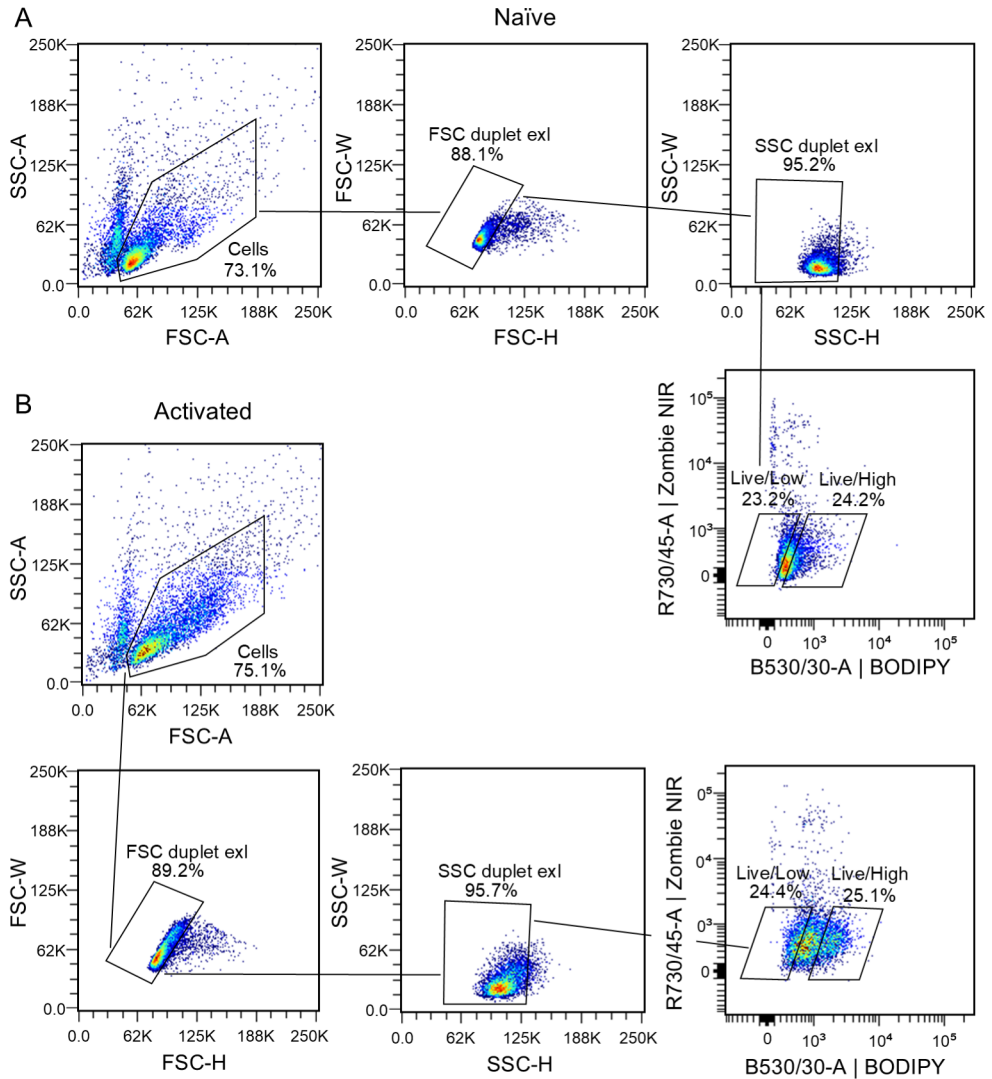 A
Naïve
250K
188K
125K
62K
0.0
SSC-A
Cells
73.1%
0.0 62K 125K 188K 250K
FSC-A
250K
188K
125K
62K
0.0
FSC-W
FSC duplet exl
88.1%
0.0 62K 125K 188K 250K
FSC-H
250K
188K
125K
62K
0.0
SSC-W
SSC duplet exl
95.2%
0.0 62K 125K 188K 250K
SSC-H
R730/45-A | Zombie NIR
10⁵
10⁴
10³
0
Live/Low
23.2%
Live/High
24.2%
0 10³ 10⁴ 10⁵
B530/30-A | BODIPY
B
Activated
250K
188K
125K
62K
0.0
SSC-A
Cells
75.1%
0.0 62K 125K 188K 250K
FSC-A
250K
188K
125K
62K
0.0
FSC-W
FSC duplet exl
89.2%
0.0 62K 125K 188K 250K
FSC-H
250K
188K
125K
62K
0.0
SSC-W
SSC duplet exl
95.7%
0.0 62K 125K 188K 250K
SSC-H
R730/45-A | Zombie NIR
10⁵
10⁴
10³
0
Live/Low
24.4%
Live/High
25.1%
0 10³ 10⁴ 10⁵
B530/30-A | BODIPY